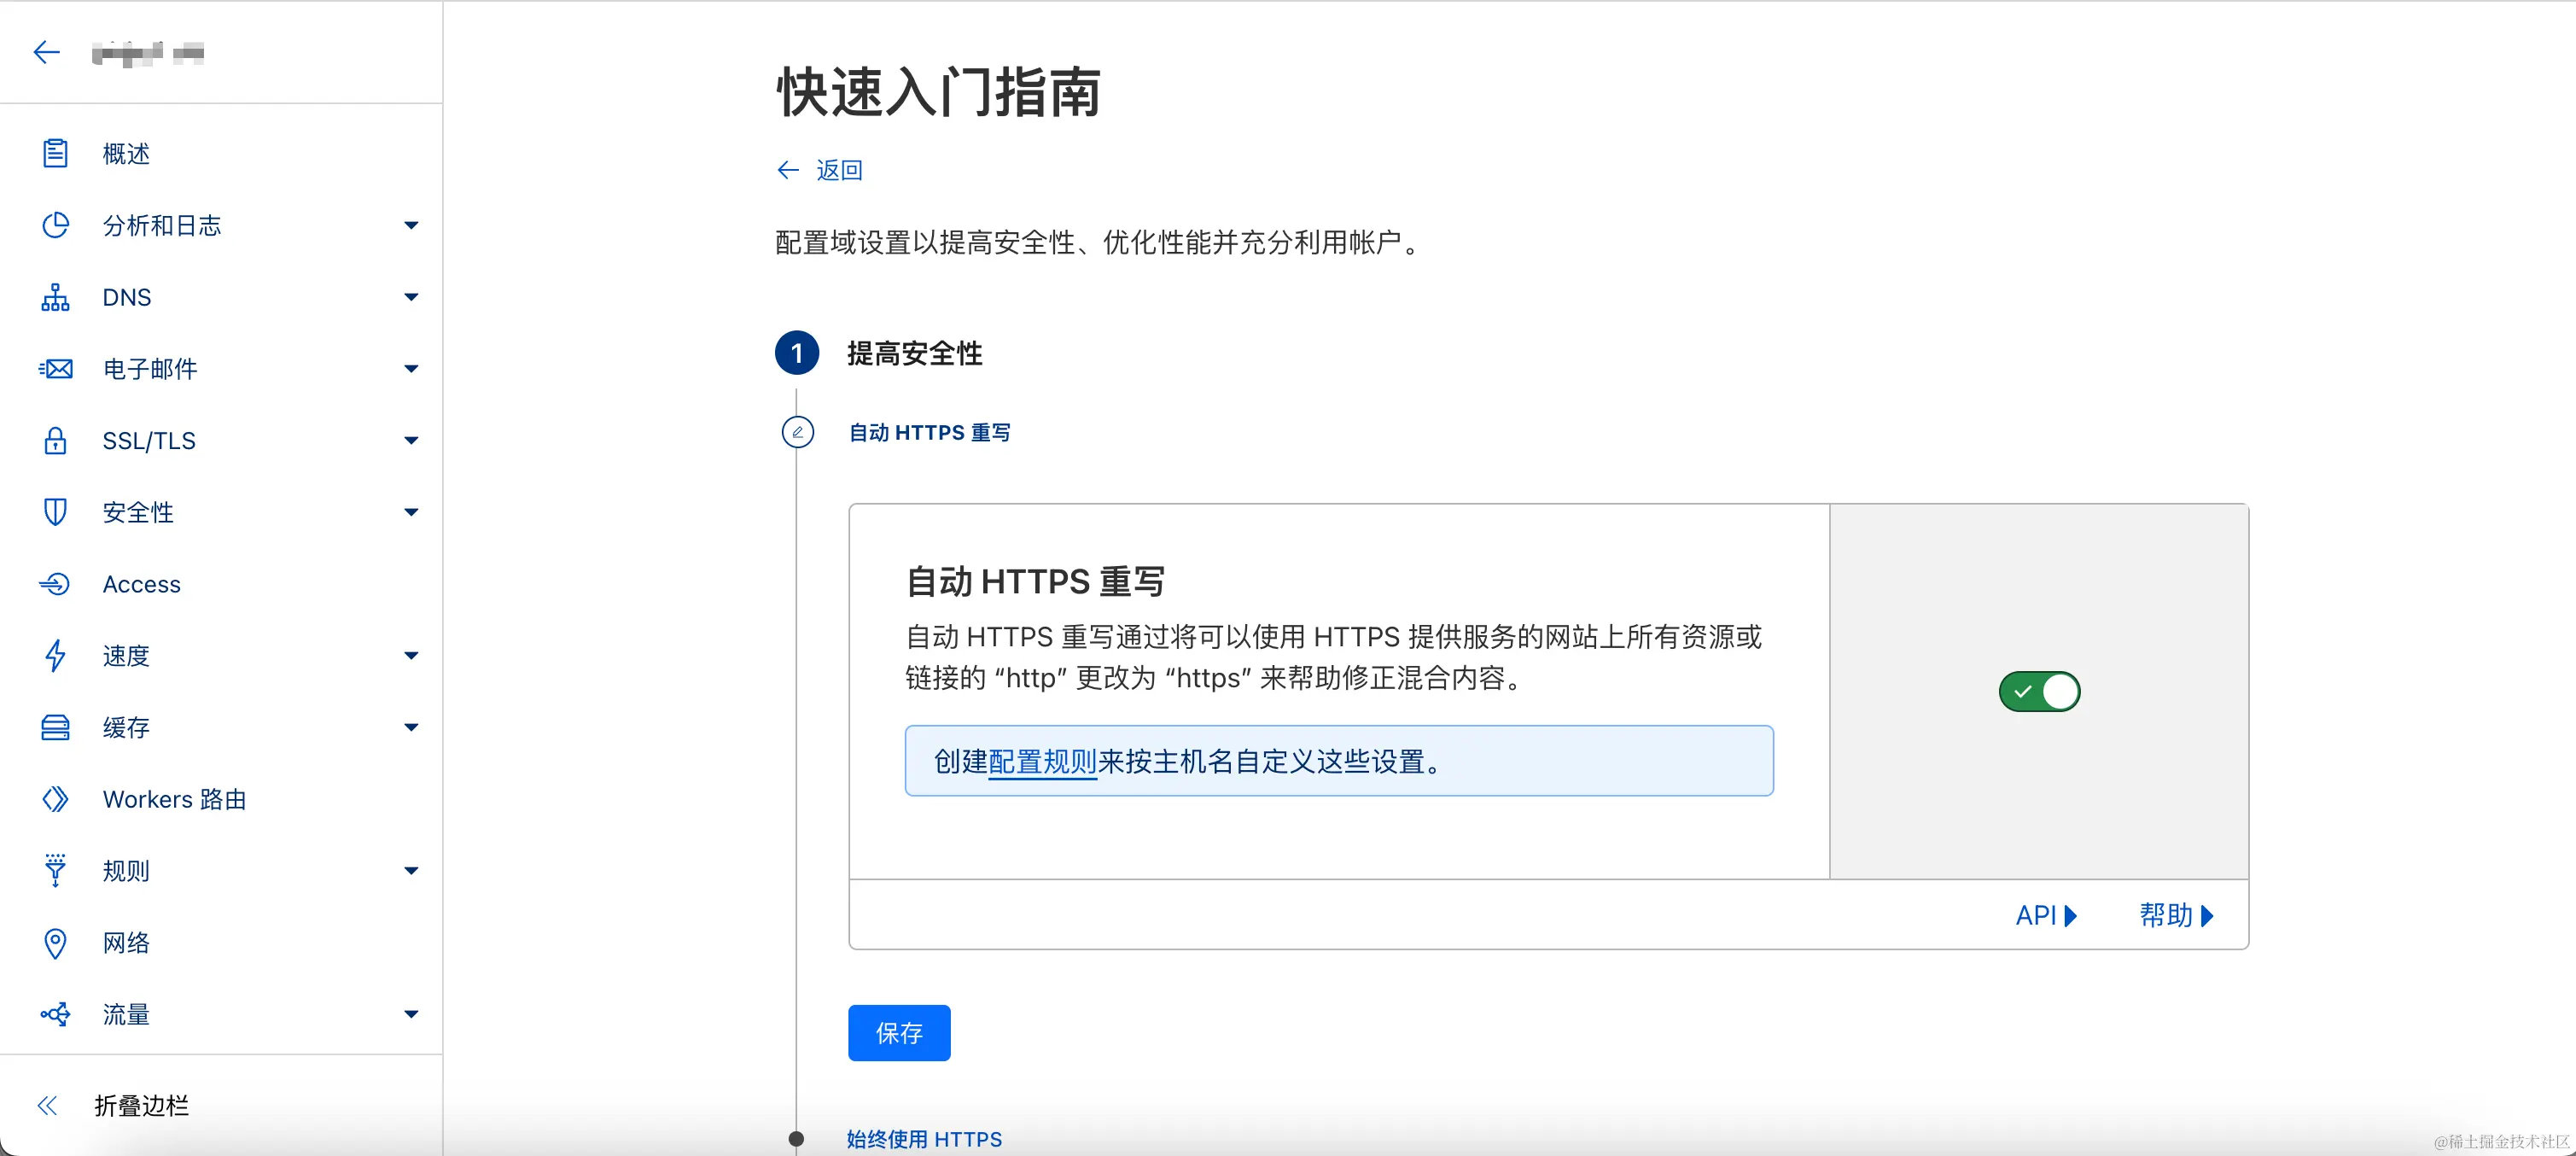 概述
分析和日志
DNS
电子邮件
SSL/TLS
安全性
Access
速度
缓存
Workers 路由
规则
网络
流量
折叠边栏
快速入门指南
返回
配置域设置以提高安全性、优化性能并充分利用帐户。
1 提高安全性
自动 HTTPS 重写
自动 HTTPS 重写
自动 HTTPS 重写通过将可以使用 HTTPS 提供服务的网站上所有资源或
链接的 “http” 更改为 “https” 来帮助修正混合内容。
创建配置规则来按主机名自定义这些设置。
API 帮助
保存
始终使用 HTTPS
@稀土掘金技术社区